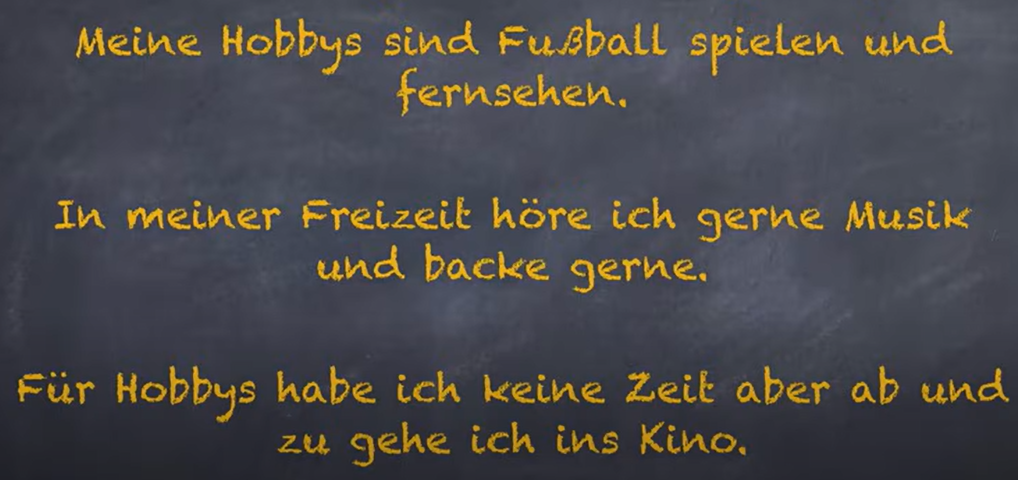 Meine Hobbys sind Fußball spielen und
fernsehen.
In meiner Freizeit höre ich gerne Musik
und backe gerne.
Für Hobbys habe ich keine Zeit aber ab und
zu gehe ich ins Kino.